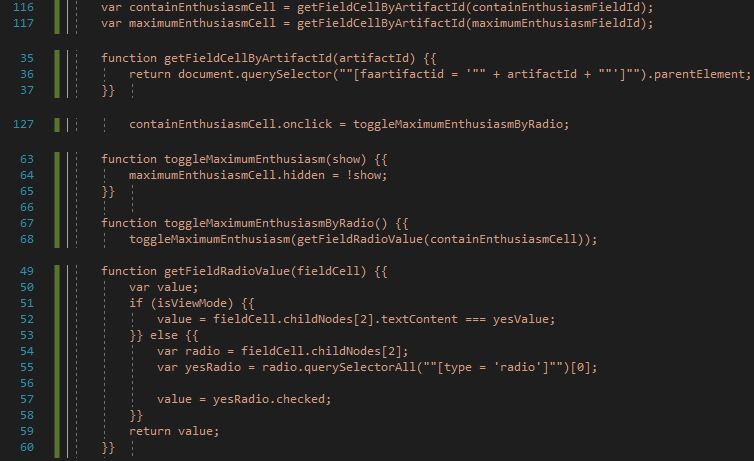 116 var containEnthusiasmCell = getFieldCellByArtifactId(containEnthusiasmFieldId);
117 var maximumEnthusiasmCell = getFieldCellByArtifactId(maximumEnthusiasmFieldId);
35 function getFieldCellByArtifactId(artifactId) {{
36 return document.querySelector(""[faartifactid = '"" + artifactId + ""']"").parentElement;
37 }}
127 containEnthusiasmCell.onclick = toggleMaximumEnthusiasmByRadio;
63 function toggleMaximumEnthusiasm(show) {{
64 maximumEnthusiasmCell.hidden = !show;
65 }}
66
67 function toggleMaximumEnthusiasmByRadio() {{
68 toggleMaximumEnthusiasm(getFieldRadioValue(containEnthusiasmCell));
49 function getFieldRadioValue(fieldCell) {{
50 var value;
51 if (isViewMode) {{
52 value = fieldCell.childNodes[2].textContent === yesValue;
53 }} else {{
54 var radio = fieldCell.childNodes[2];
55 var yesRadio = radio.querySelectorAll(""[type = 'radio']"")[0];
56
57 value = yesRadio.checked;
58 }}
59 return value;
60 }}